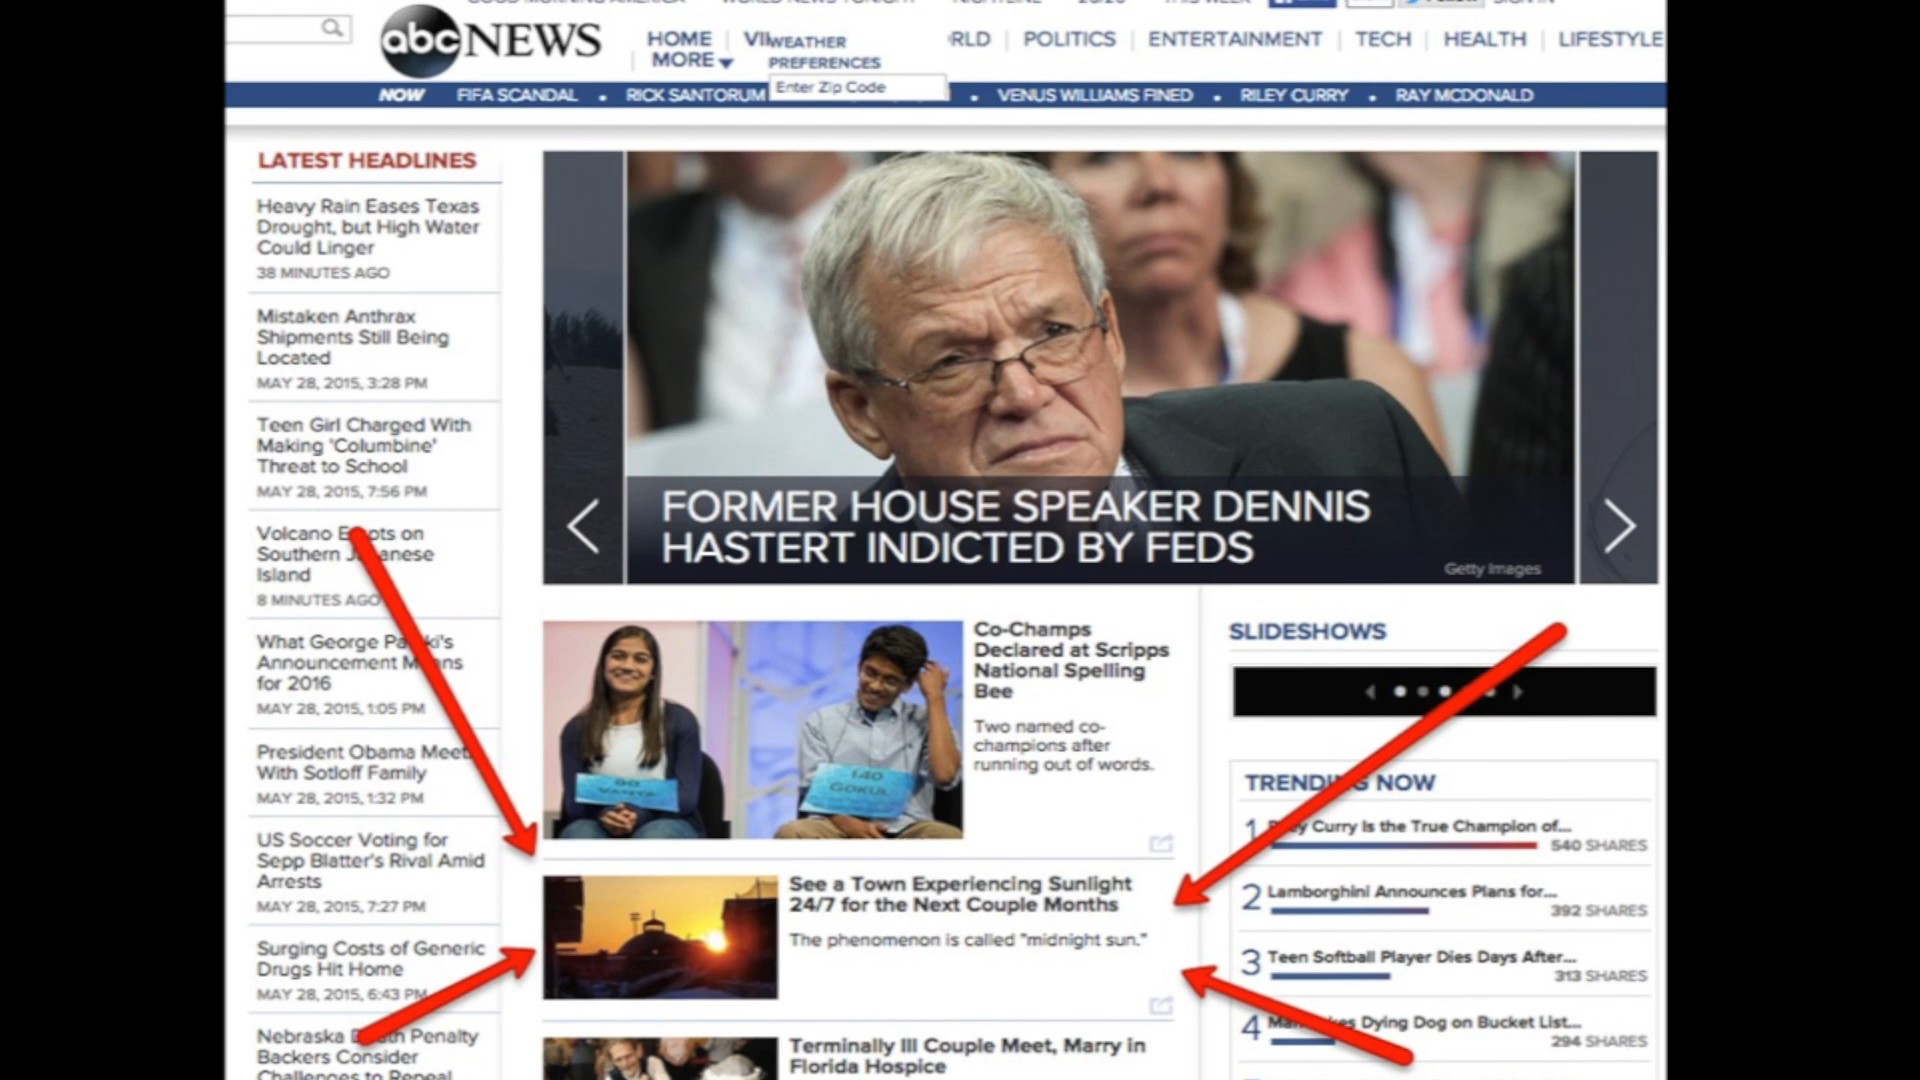 abc NEWS
HOME
VI
WEATHER
PREFERENCES
Enter Zip Code
POLITICS
ENTERTAINMENT
TECH
HEALTH
LIFESTYLE
MORE
NOW FIFA SCANDAL • RICK SANTORUM • VENUS WILLIAMS FINED • RILEY CURRY • RAY MCDONALD
LATEST HEADLINES
Heavy Rain Eases Texas
Drought, but High Water
Could Linger
38 MINUTES AGO
Mistaken Anthrax
Shipments Still Being
Located
MAY 28, 2015, 3:28 PM
Teen Girl Charged With
Making 'Columbine'
Threat to School
MAY 28, 2015, 7:56 PM
Volcano on
Southern
Island
8 MINUTES AGO
What George
Announcement
for 2016
MAY 28, 2015, 1:05 PM
President Obama
With Sotloff Family
MAY 28, 2015, 1:32 PM
US Soccer Voting for
Sepp Blatter's Rival Amid
Arrests
MAY 28, 2015, 7:27 PM
Surging Costs of Generic
Drugs Hit Home
MAY 28, 2015, 6:43 PM
Nebraska Penalty
Backers Consider
Challenges to Repeal
FORMER HOUSE SPEAKER DENNIS
HASTERT INDICTED BY FEDS
Getty Images
GOKUL
Co-Champs
Declared at Scripps
National Spelling
Bee
Two named co-
champions after
running out of words.
See a Town Experiencing Sunlight
24/7 for the Next Couple Months
The phenomenon is called "midnight sun."
Terminally Ill Couple Meet, Marry in
Florida Hospice
SLIDESHOWS
TRENDING NOW
1 Curry Is the True Champion of...
540 SHARES
2 Lamborghini Announces Plans for...
392 SHARES
3 Teen Softball Player Dies Days After...
313 SHARES
4 Dying Dog on Bucket List...
294 SHARES